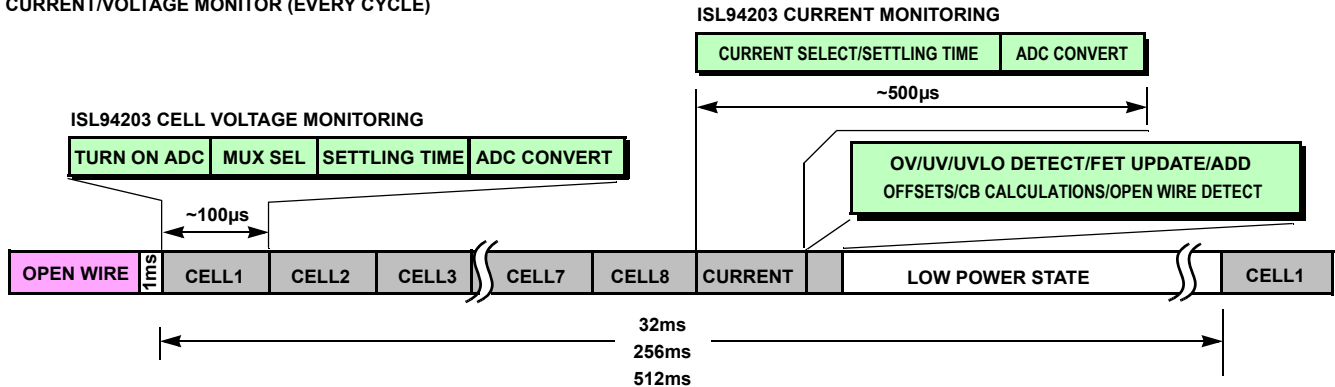 CURRENT/VOLTAGE MONITOR (EVERY CYCLE)
ISL94203 CURRENT MONITORING
CURRENT SELECT/SETTLING TIME ADC CONVERT
~500µs
ISL94203 CELL VOLTAGE MONITORING
TURN ON ADC MUX SEL SETTLING TIME ADC CONVERT
OV/UV/UVLO DETECT/FET UPDATE/ADD
OFFSETS/CB CALCULATIONS/OPEN WIRE DETECT
~100µs
OPEN WIRE 1ms CELL1 CELL2 CELL3 CELL7 CELL8 CURRENT LOW POWER STATE CELL1
32ms
256ms
512ms